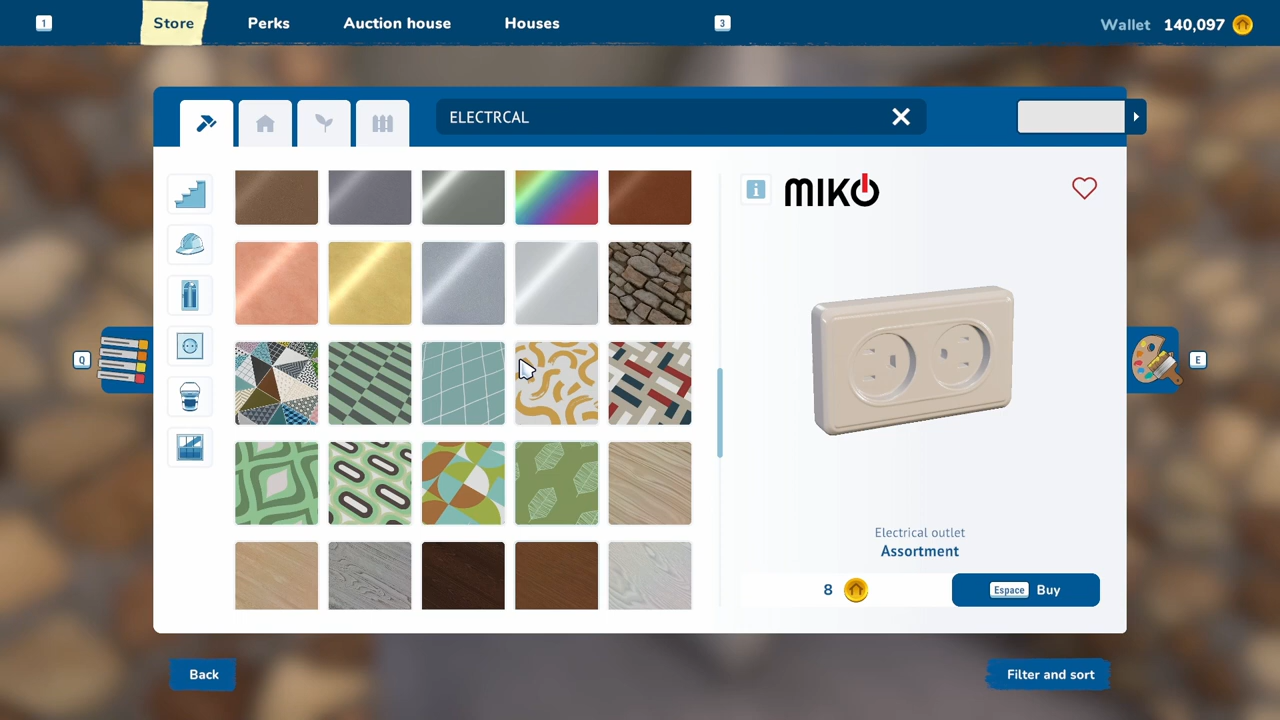 1
Store
Perks
Auction house
Houses
3
Wallet 140,097
ELECTRCAL
i
MIKO
Q
E
Electrical outlet
Assortment
8
Espace Buy
Back
Filter and sort